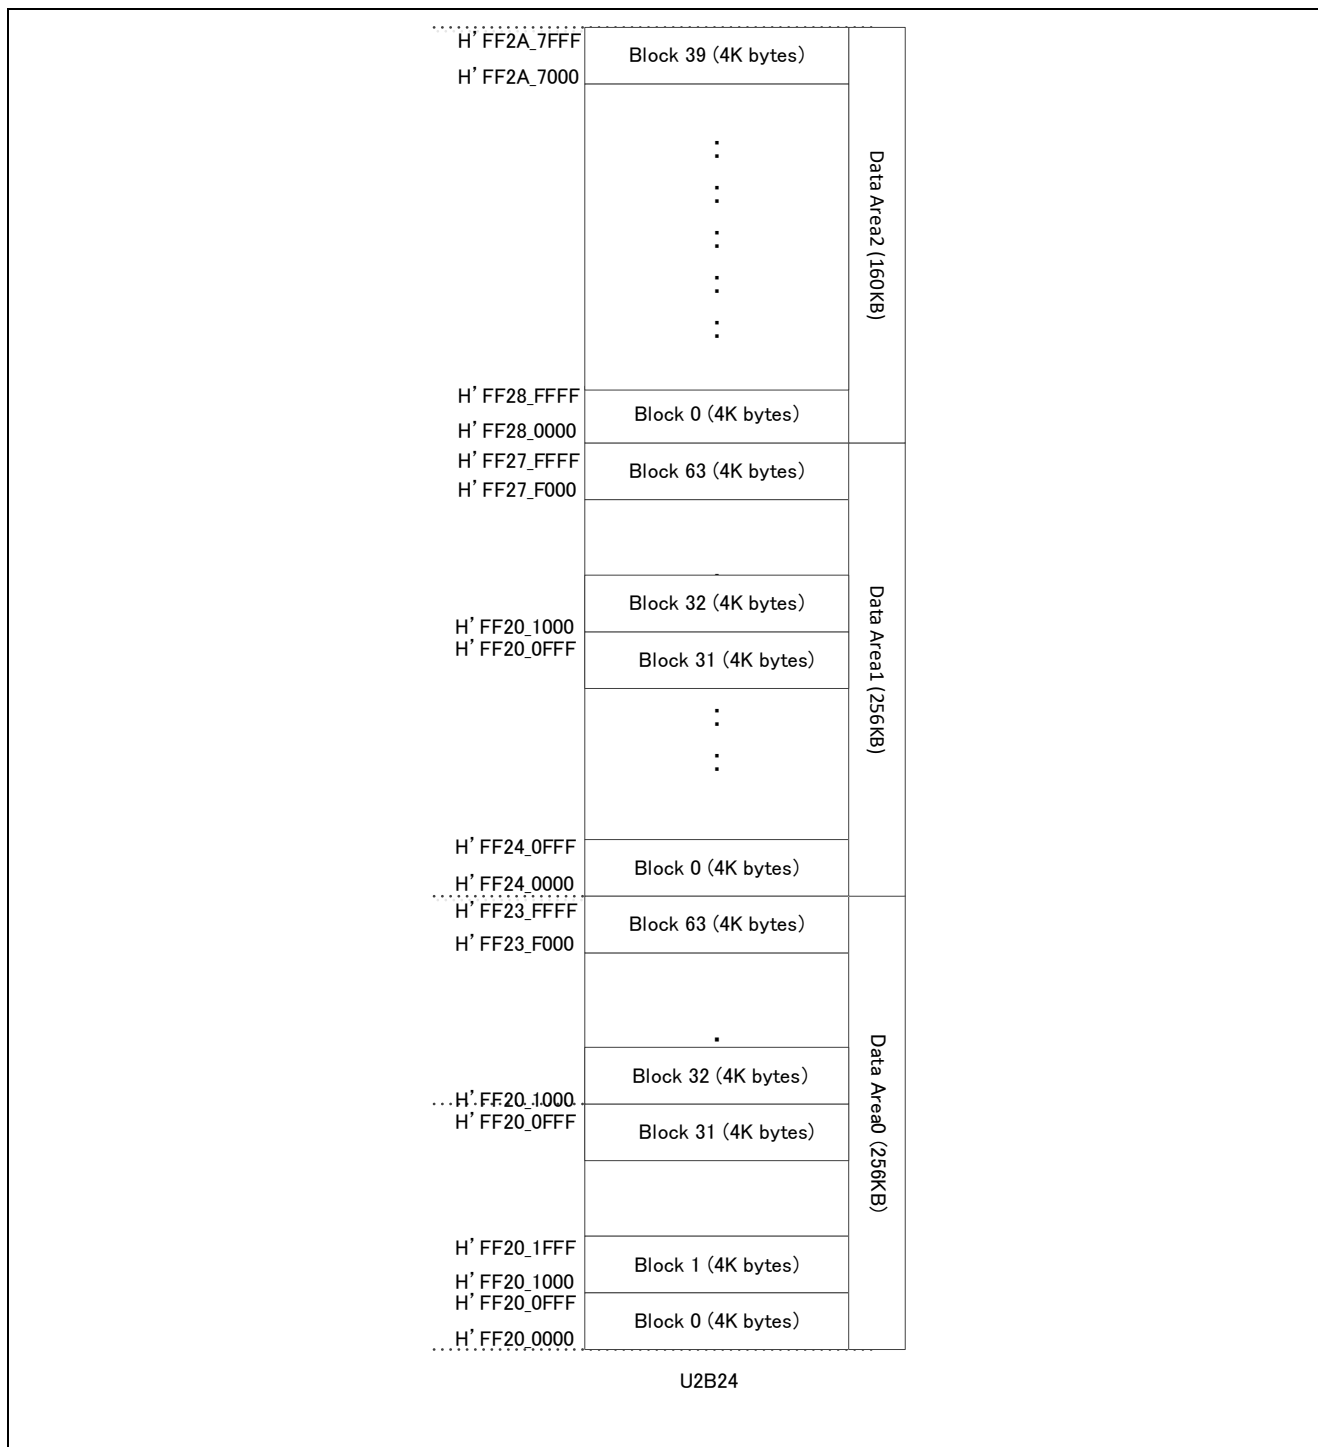 H' FF2A_7FFF
Block 39 (4K bytes)
H' FF2A_7000
Data Area2 (160KB)
H' FF28_FFFF
Block 0 (4K bytes)
H' FF28_0000
H' FF27_FFFF
Block 63 (4K bytes)
H' FF27_F000
Block 32 (4K bytes)
H' FF20_1000
H' FF20_0FFF
Block 31 (4K bytes)
Data Area1 (256KB)
H' FF24_0FFF
Block 0 (4K bytes)
H' FF24_0000
H' FF23_FFFF
Block 63 (4K bytes)
H' FF23_F000
Block 32 (4K bytes)
H' FF20_1000
H' FF20_0FFF
Block 31 (4K bytes)
Data Area0 (256KB)
H' FF20_1FFF
Block 1 (4K bytes)
H' FF20_1000
H' FF20_0FFF
Block 0 (4K bytes)
H' FF20_0000
U2B24